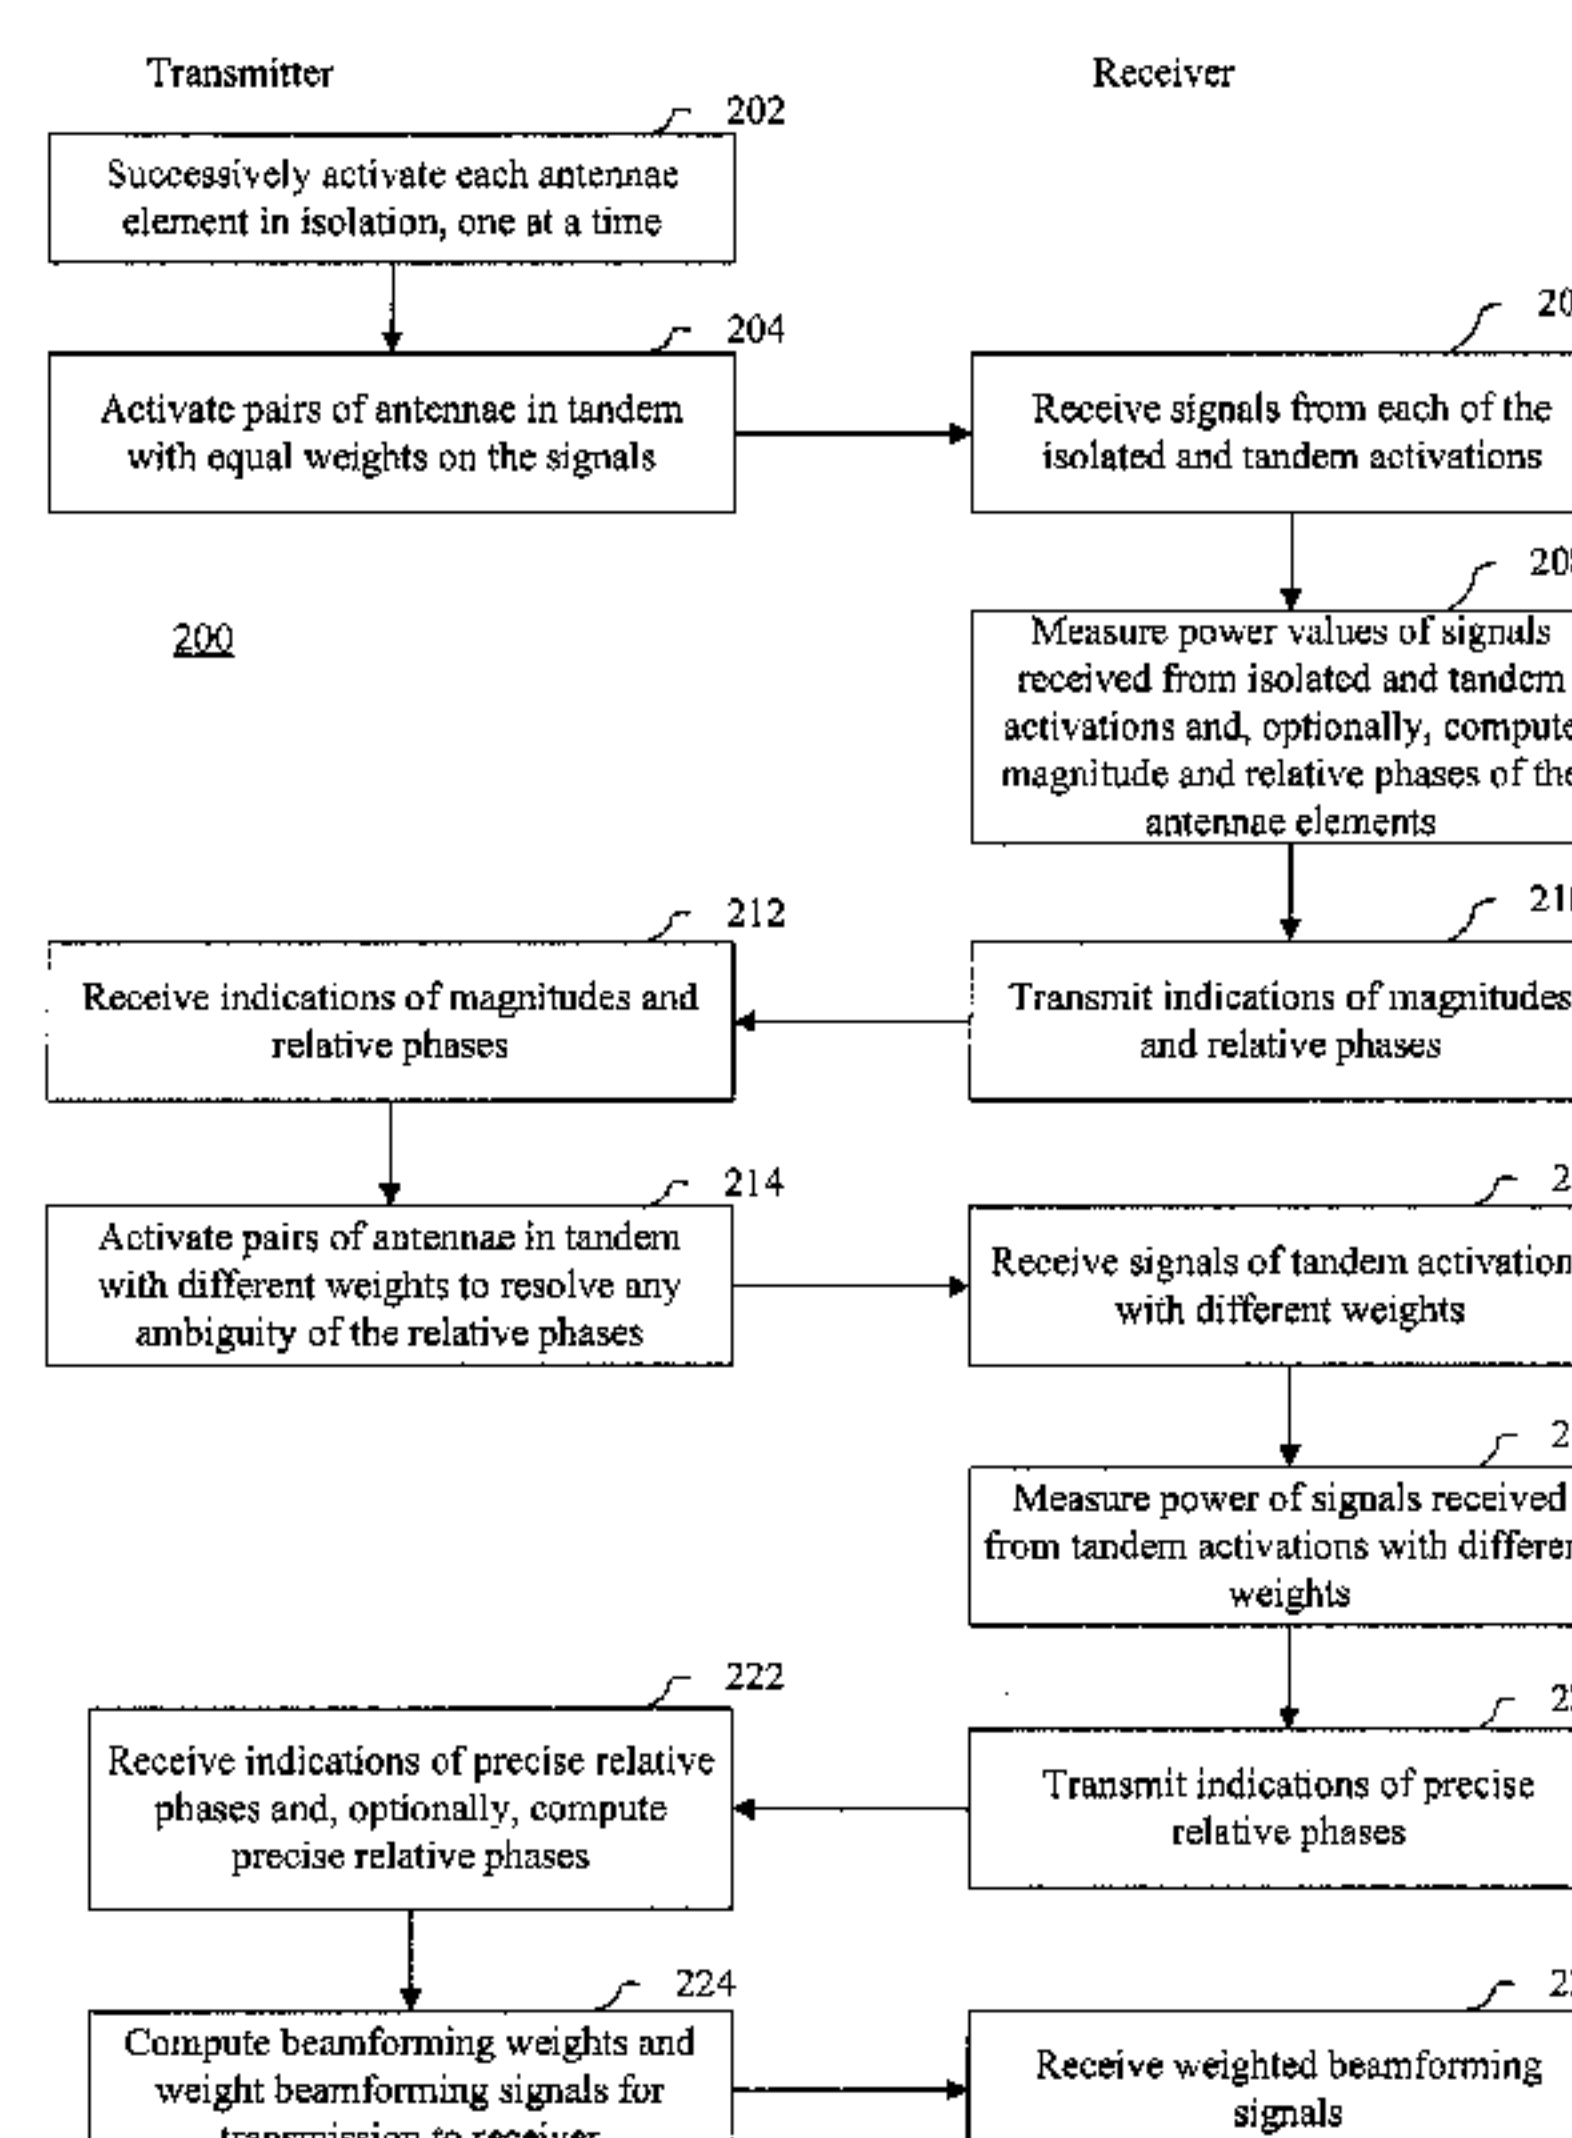 Transmitter
Receiver
202
Successively activate each antennae
element in isolation, one at a time
204
Activate pairs of antennae in tandem
with equal weights on the signals
Receive signals from each of the
isolated and tandem activations
200
Measure power values of signals
received from isolated and tandem
activations and, optionally, compute
magnitude and relative phases of the
antennae elements
212
Receive indications of magnitudes and
relative phases
Transmit indications of magnitudes
and relative phases
214
Activate pairs of antennae in tandem
with different weights to resolve any
ambiguity of the relative phases
Receive signals of tandem activation
with different weights
Measure power of signals received
from tandem activations with
weights
222
Receive indications of precise relative
phases and, optionally, compute
precise relative phases
Transmit indications of precise
relative phases
224
Compute beamforming weights and
weight beamforming signals for
transmission to receiver
Receive weighted beamforming
signals